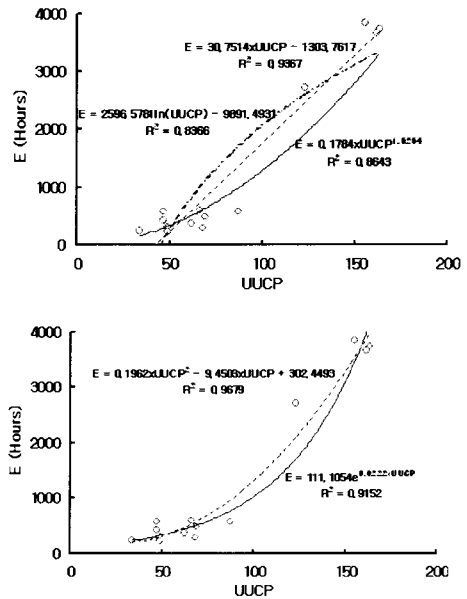 4000
3000
2000
1000
0
E (Hours)
E = 30,7514xUUCP - 1303,7617
R² = 0,9367
E = 2596,578lln(UUCP) - 9891,4931
R² = 0,8366
E = 0,1784xUUCP
R² = 0,8643
0 50 100 150 200
UUCP
4000
3000
2000
1000
0
E (Hours)
E = 0,1962xUUCP² - 9,4503xUUCP + 302,4493
R² = 0,9679
E = 111,1054e
R² = 0,9152
0 50 100 150 200
UUCP